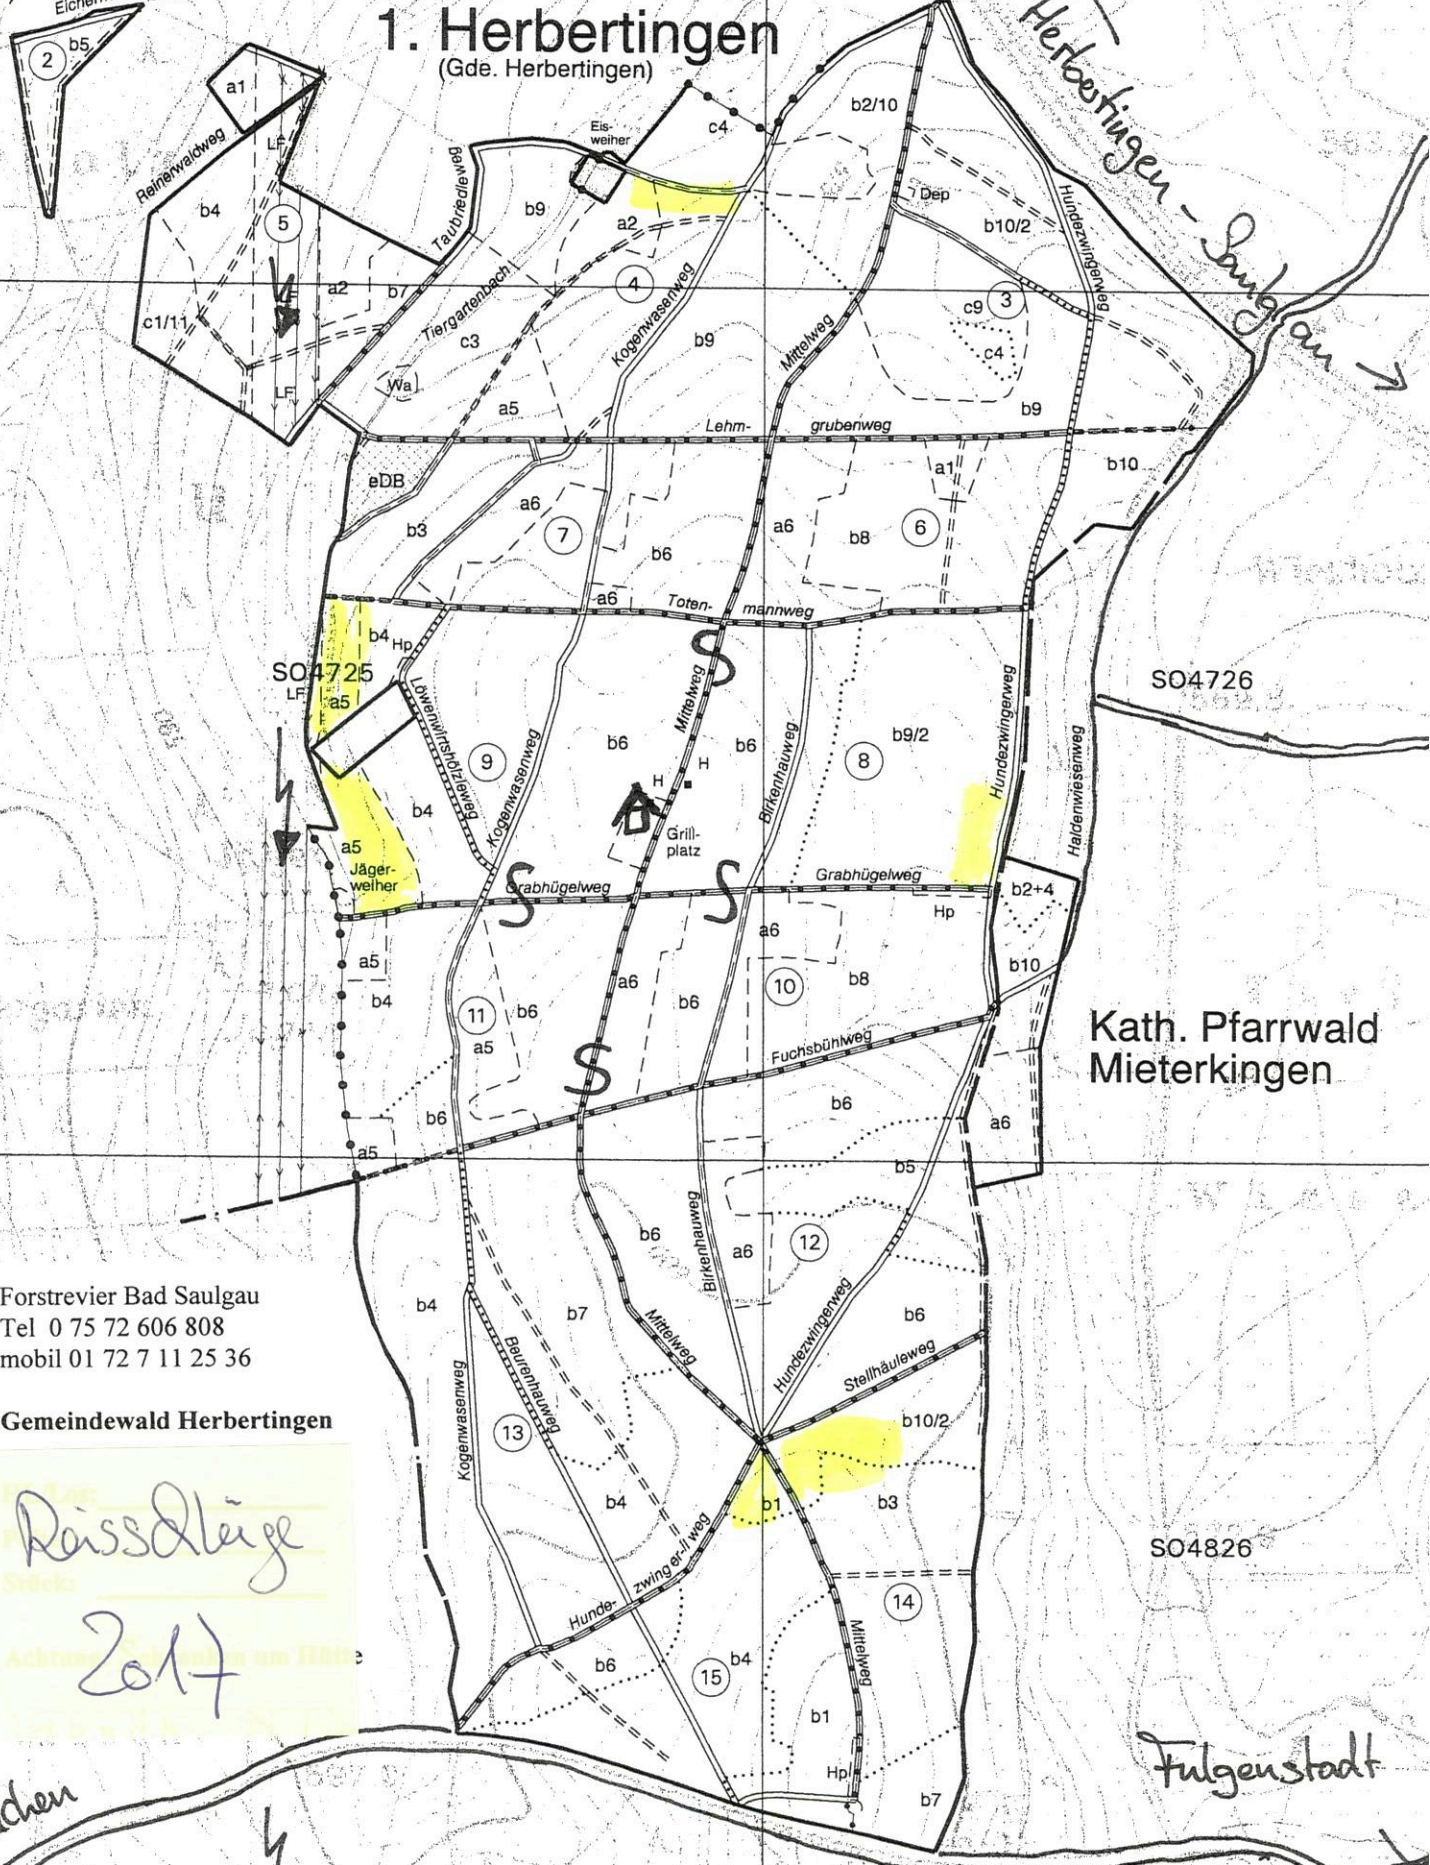 1. Herbertingen
(Gde. Herbertingen)
2
b5
a1
Reinerwaldweg
LF
b4
5
a2
b7
c1/11
LF
Taubriedleweg
b9
Eis-
weiher
c4
a2
4
Tiergartenbach
c3
Wa
a5
Kogenwasenweg
b9
b2/10
Dep
b10/2
Hundezwingerweg
Herbertingen - Saulgau
Mittelweg
c9
3
c4
b9
Lehm-
grubenweg
b10
eDB
b3
a6
7
b6
a6
b8
6
a1
a6
Toten-
mannweg
b4
Hp
SO4725
LF
a5
Löwenwirtshölzleweg
9
Kogenwasenweg
b6
Mittelweg
S
b6
H
H
Birkenhauweg
8
b9/2
Hundezwingerweg
Haldenwiesenweg
SO4726
b4
a5
Jäger-
weiher
Grill-
platz
S
Grabhügelweg
S
Grabhügelweg
Hp
b2+4
a6
b10
a5
b4
11
b6
a5
a6
b6
10
b8
S
Fuchsbühlweg
Kath. Pfarrwald
Mieterkingen
b6
b6
a6
a5
b5
b6
Birkenhauweg
a6
12
Forstrevier Bad Saulgau
Tel 0 75 72 606 808
mobil 01 72 7 11 25 36
b4
b7
Mittelweg
Hundezwingerweg
b6
Stellhäuleweg
Gemeindewald Herbertingen
Kogenwasenweg
Beurenhauweg
13
b10/2
b4
b1
b3
Reisschläge
2017
SO4826
Hunde-
zwinger-II weg
14
b6
15
b4
Mittelweg
b1
Hp
b7
Fulgenstadt